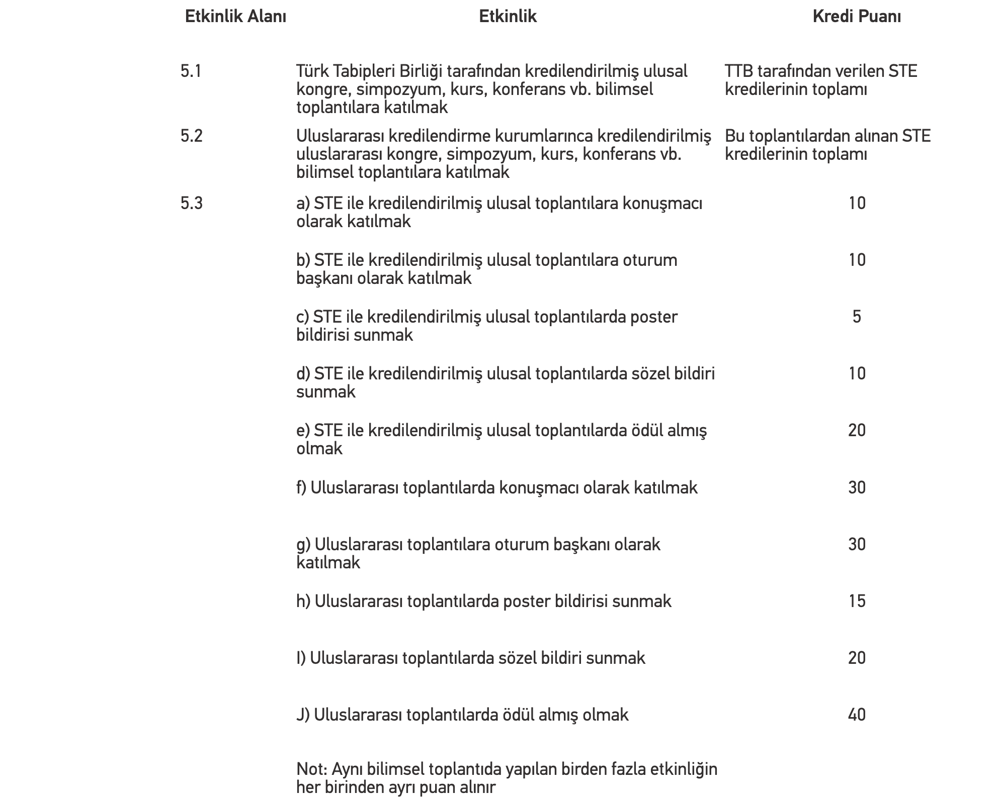 Etkinlik Alanı Etkinlik Kredi Puanı
5.1 Türk Tabipleri Birliği tarafından kredilendirilmiş ulusal TTB tarafından verilen STE
kongre, simpozyum, kurs, konferans vb. bilimsel kredilerinin toplamı
toplantılara katılmak
5.2 Uluslararası kredilendirme kurumlarınca kredilendirilmiş Bu toplantılardan alınan STE
uluslararası kongre, simpozyum, kurs, konferans vb. kredilerinin toplamı
bilimsel toplantılara katılmak
5.3 a) STE ile kredilendirilmiş ulusal toplantılara konuşmacı 10
olarak katılmak
b) STE ile kredilendirilmiş ulusal toplantılara oturum 10
başkanı olarak katılmak
c) STE ile kredilendirilmiş ulusal toplantılarda poster 5
bildirisi sunmak
d) STE ile kredilendirilmiş ulusal toplantılarda sözel bildiri 10
sunmak
e) STE ile kredilendirilmiş ulusal toplantılarda ödül almış 20
olmak
f) Uluslararası toplantılarda konuşmacı olarak katılmak 30
g) Uluslararası toplantılara oturum başkanı olarak 30
katılmak
h) Uluslararası toplantılarda poster bildirisi sunmak 15
I) Uluslararası toplantılarda sözel bildiri sunmak 20
J) Uluslararası toplantılarda ödül almış olmak 40
Not: Aynı bilimsel toplantıda yapılan birden fazla etkinliğin
her birinden ayrı puan alınır